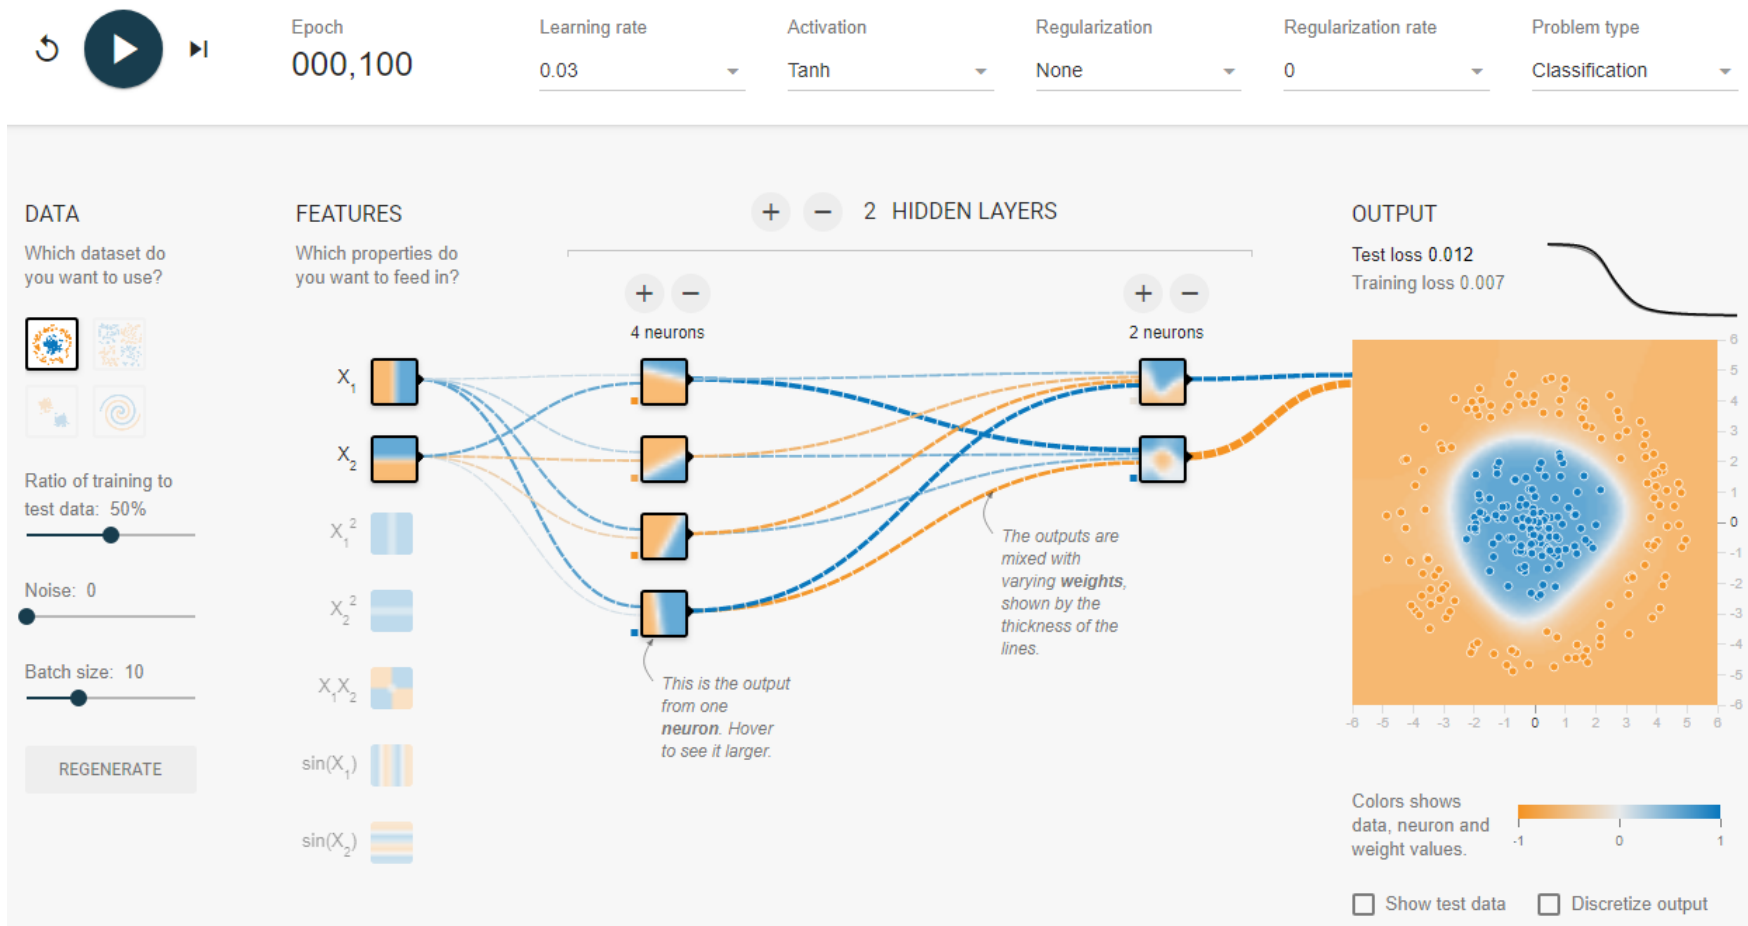 Epoch
000,100
Learning rate
0.03
Activation
Tanh
Regularization
None
Regularization rate
0
Problem type
Classification
DATA
Which dataset do
you want to use?
Ratio of training to
test data: 50%
Noise: 0
Batch size: 10
REGENERATE
FEATURES
Which properties do
you want to feed in?
X1
X2
X1^2
X2^2
X1X2
sin(X1)
sin(X2)
+ − 2 HIDDEN LAYERS
+ −
4 neurons
+ −
2 neurons
This is the output
from one
neuron. Hover
to see it larger.
The outputs are
mixed with
varying weights,
shown by the
thickness of the
lines.
OUTPUT
Test loss 0.012
Training loss 0.007
6
5
4
3
2
1
0
-1
-2
-3
-4
-5
-6
-6 -5 -4 -3 -2 -1 0 1 2 3 4 5 6
Colors shows
data, neuron and
weight values.
-1 0 1
Show test data
Discretize output